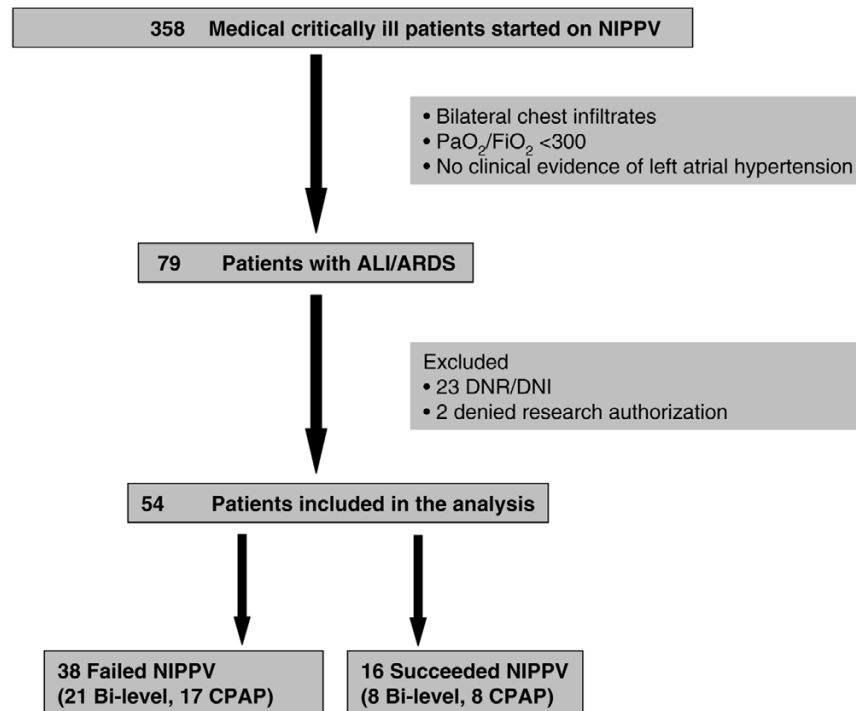 358 Medical critically ill patients started on NIPPV
• Bilateral chest infiltrates
• PaO₂/FiO₂ <300
• No clinical evidence of left atrial hypertension
79 Patients with ALI/ARDS
Excluded
• 23 DNR/DNI
• 2 denied research authorization
54 Patients included in the analysis
38 Failed NIPPV
(21 Bi-level, 17 CPAP)
16 Succeeded NIPPV
(8 Bi-level, 8 CPAP)